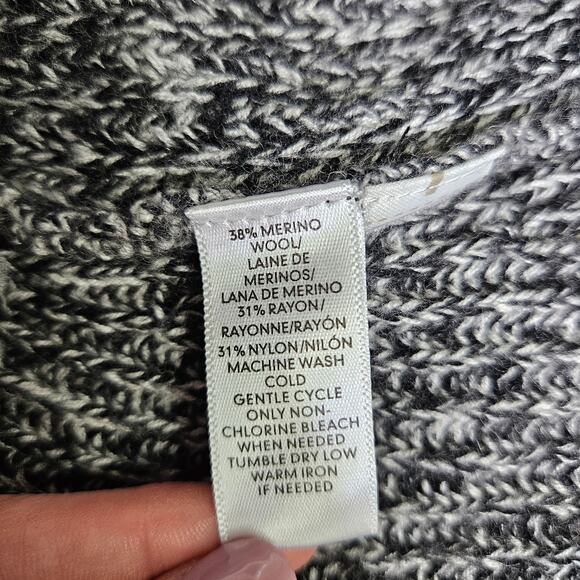 38% MERINO
WOOL/
LAINE DE
MERINOS/
LANA DE MERINO
31% RAYON/
RAYONNE/RAYÓN
31% NYLON/NILÓN
MACHINE WASH
COLD
GENTLE CYCLE
ONLY NON-
CHLORINE BLEACH
WHEN NEEDED
TUMBLE DRY LOW
WARM IRON
IF NEEDED